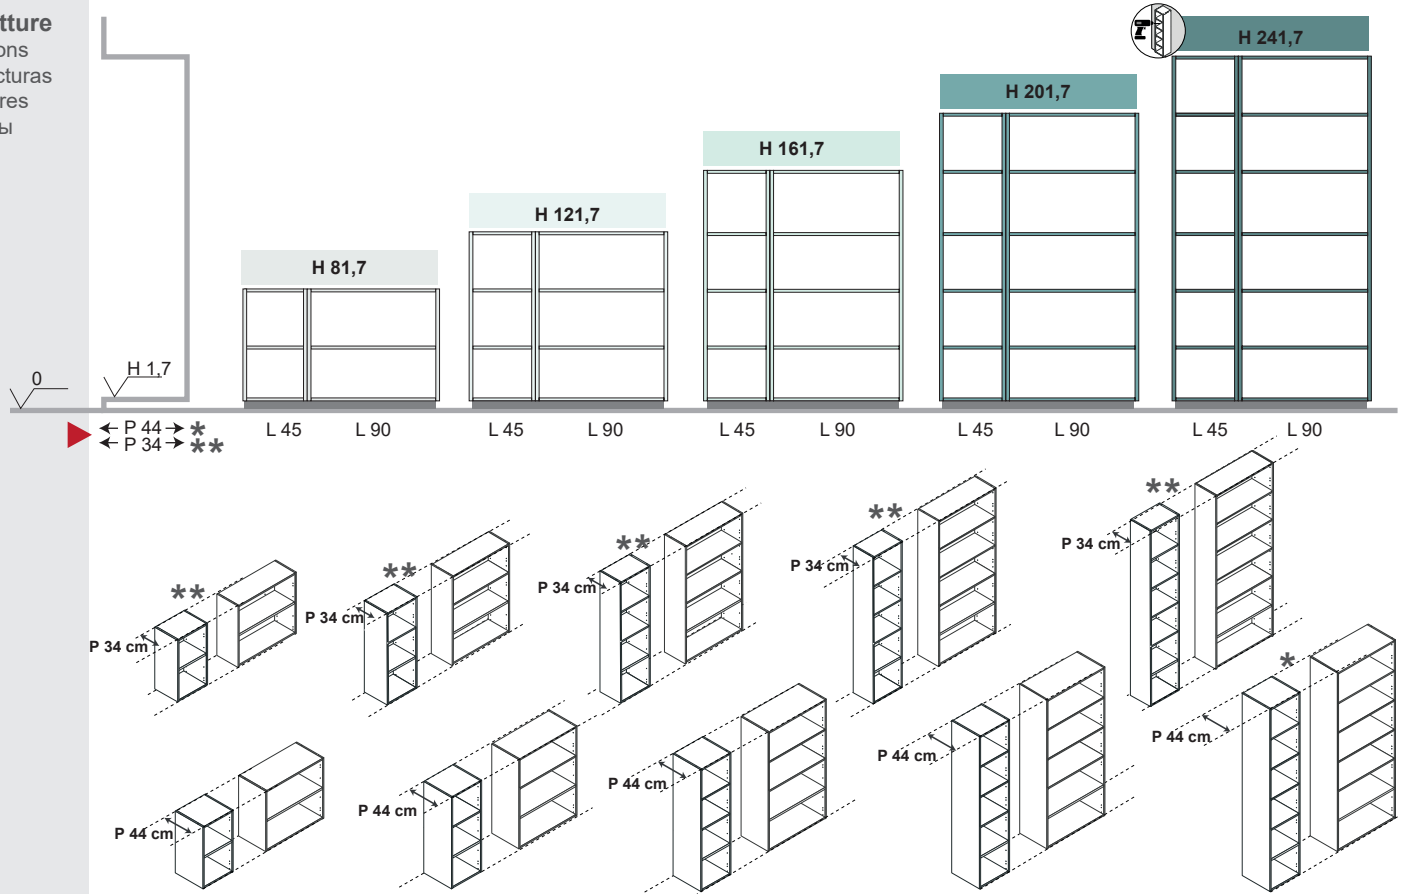 tture
ons
cturas
res
ы
H 241,7
H 201,7
H 161,7
H 121,7
H 81,7
0
H 1,7
P 44 *
P 34 **
L 45 L 90
L 45 L 90
L 45 L 90
L 45 L 90
L 45 L 90
**
**
**
**
**
P 34 cm
P 34 cm
P 34 cm
P 34 cm
P 34 cm
*
P 44 cm
P 44 cm
P 44 cm
P 44 cm
P 44 cm